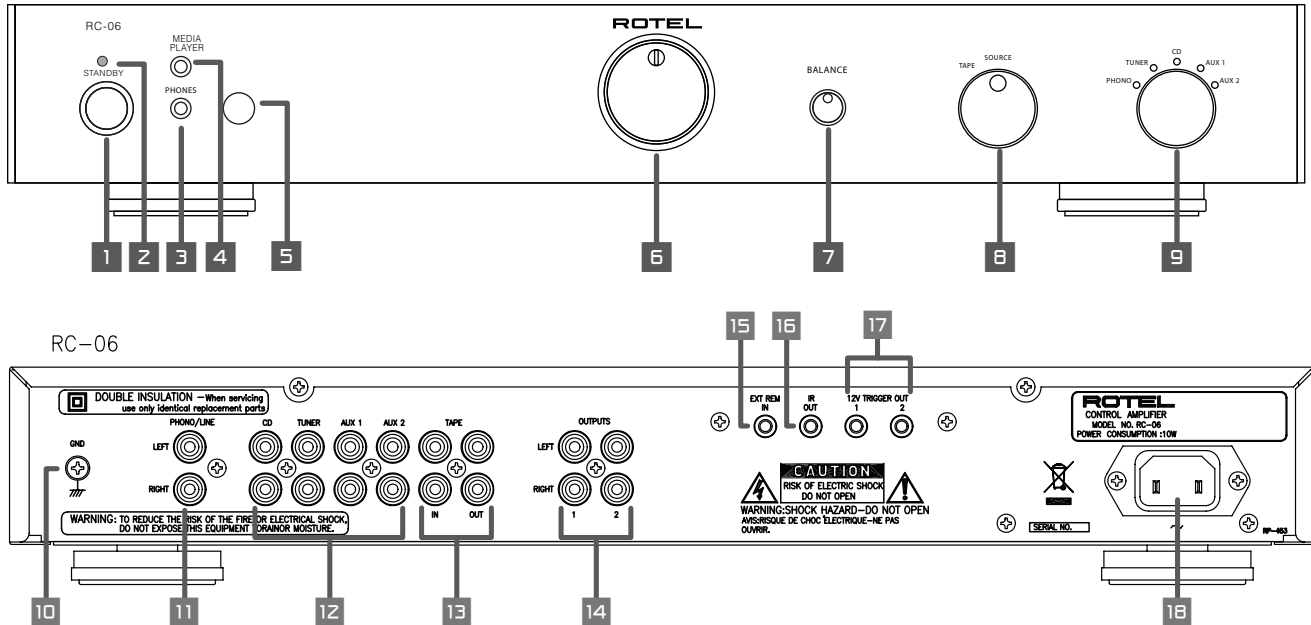 RC-06
ROTEL
MEDIA
PLAYER
STANDBY
PHONES
BALANCE
TAPE
SOURCE
PHONO
TUNER
CD
AUX 1
AUX 2
1
2
3
4
5
6
7
8
9
RC-06
15
16
17
DOUBLE INSULATION -When servicing
use only identical replacement parts
GND
PHONO/LINE
LEFT
RIGHT
CD
TUNER
AUX 1
AUX 2
TAPE
IN
OUT
OUTPUTS
LEFT
RIGHT
1
2
EXT REM
IN
IR
OUT
12V TRIGGER OUT
1
2
ROTEL
CONTROL AMPLIFIER
MODEL NO. RC-06
POWER CONSUMPTION :10W
CAUTION
RISK OF ELECTRIC SHOCK
DO NOT OPEN
WARNING:SHOCK HAZARD-DO NOT OPEN
AVIS:RISQUE DE CHOC ÉLECTRIQUE-NE PAS
OUVRIR.
WARNING: TO REDUCE THE RISK OF THE FIRE OR ELECTRICAL SHOCK,
DO NOT EXPOSE THIS EQUIPMENT TORAINOR MOISTURE.
SERIAL NO.
RP-463
10
11
12
13
14
18